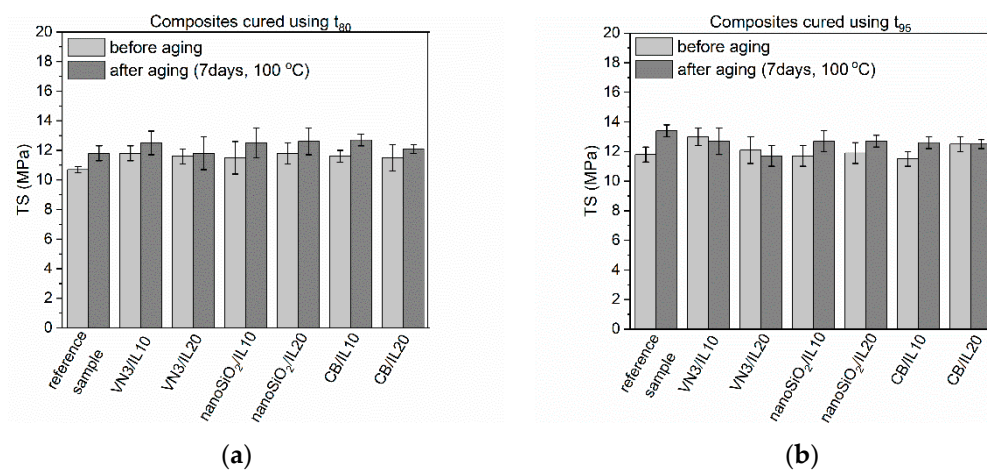 Composites cured using t₈₀
20
18
16
14
12
10
8
6
4
2
0
TS (MPa)
before aging
after aging (7days, 100 °C)
reference
sample
VN3/IL10
VN3/IL20
nanoSiO₂/IL10
nanoSiO₂/IL20
CB/IL10
CB/IL20
(a)
Composites cured using t₉₅
20
18
16
14
12
10
8
6
4
2
0
TS (MPa)
before aging
after aging (7days, 100 °C)
reference
sample
VN3/IL10
VN3/IL20
nanoSiO₂/IL10
nanoSiO₂/IL20
CB/IL10
CB/IL20
(b)